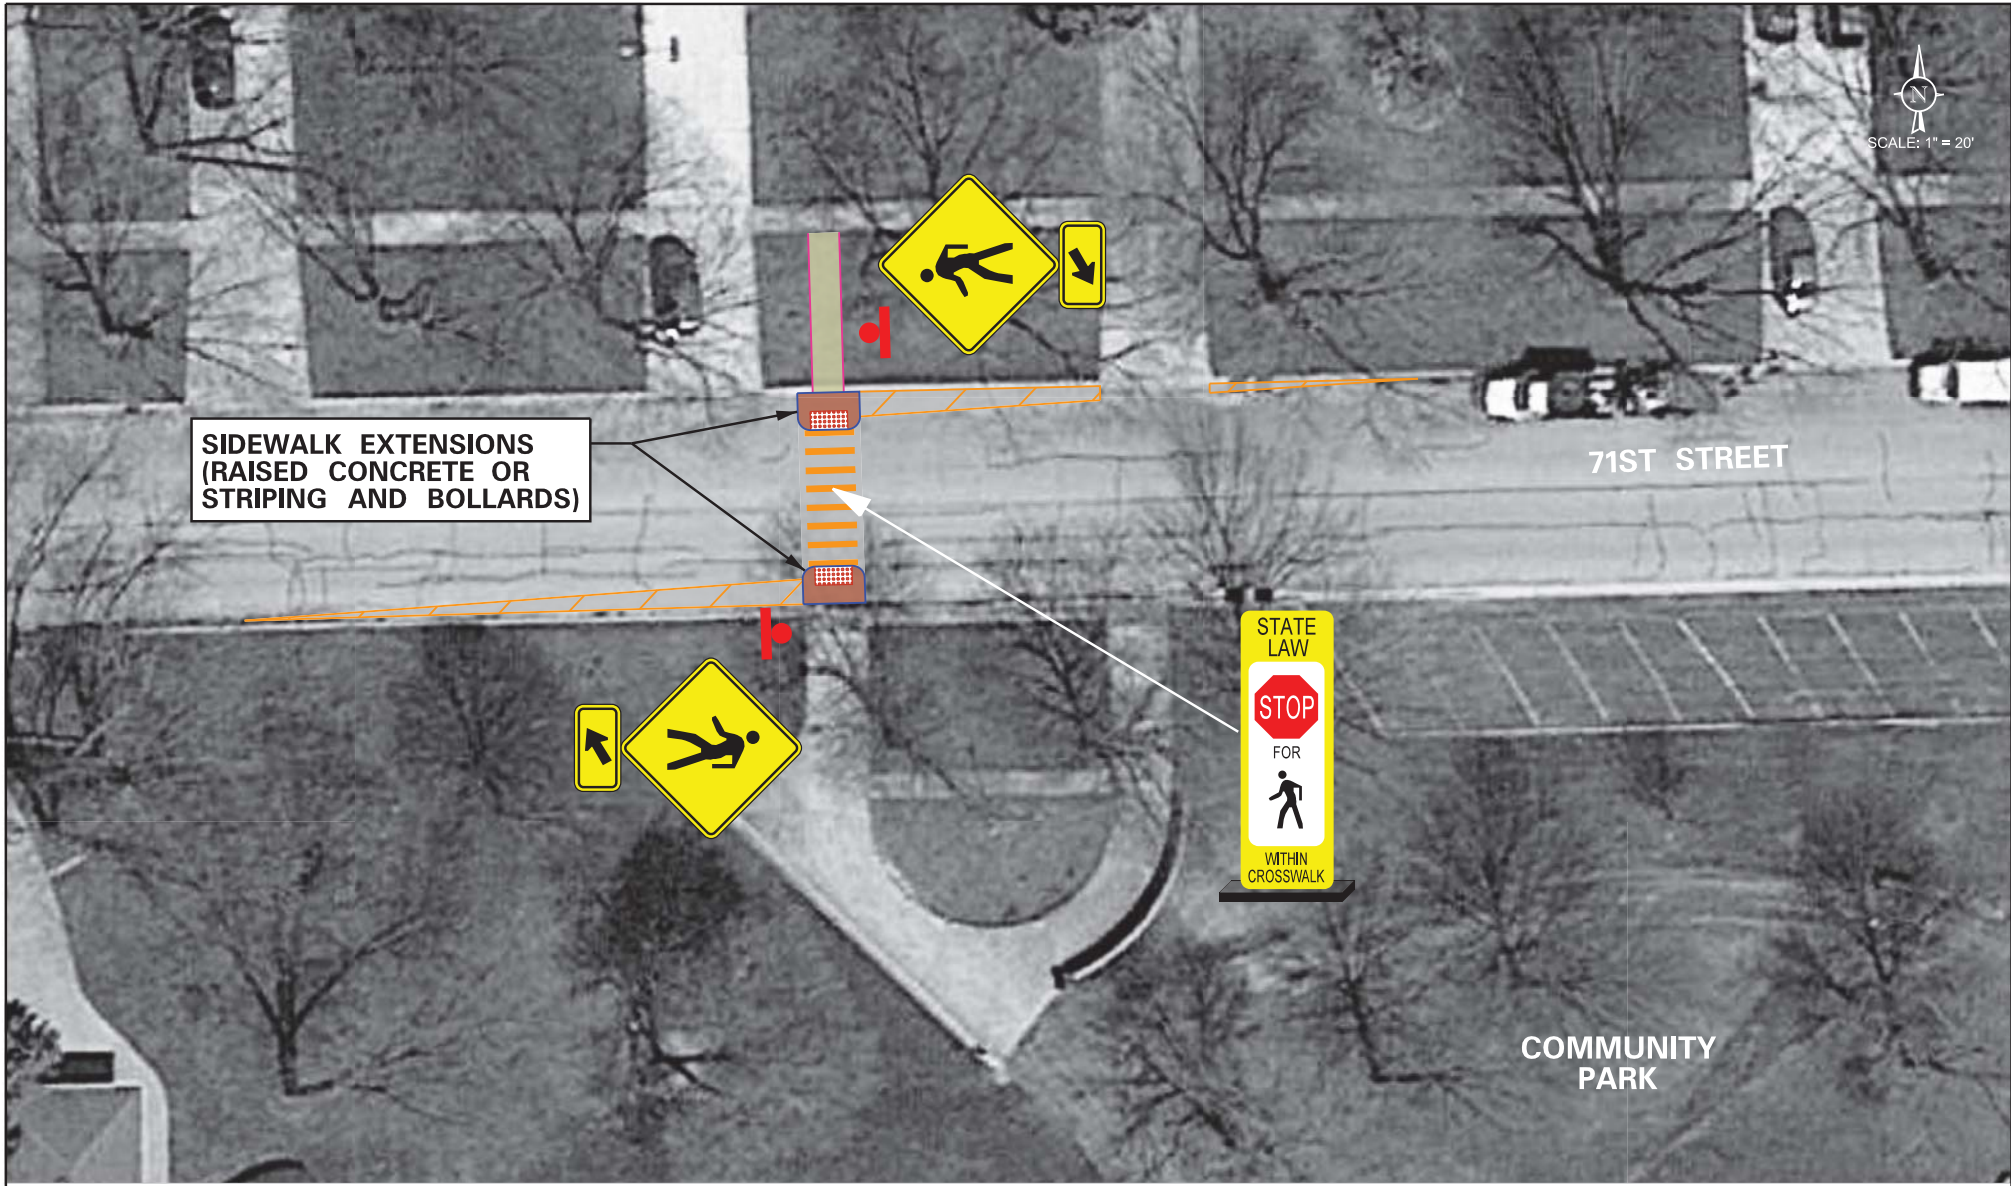 N
SCALE: 1" = 20'
SIDEWALK EXTENSIONS
(RAISED CONCRETE OR
STRIPING AND BOLLARDS)
71ST STREET
STATE
LAW
STOP
FOR
WITHIN
CROSSWALK
COMMUNITY
PARK